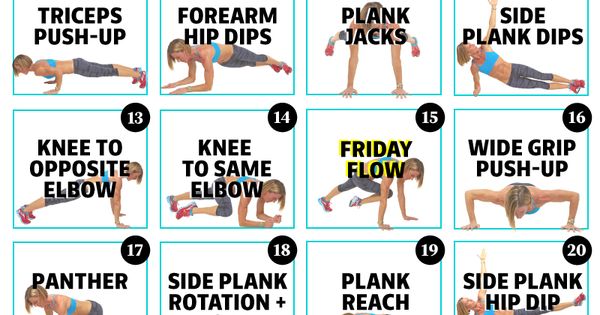 TRICEPS
PUSH-UP
FOREARM
HIP DIPS
PLANK
JACKS
SIDE
PLANK DIPS
13
KNEE TO
OPPOSITE
ELBOW
14
KNEE
TO SAME
ELBOW
15
FRIDAY
FLOW
16
WIDE GRIP
PUSH-UP
17
PANTHER
18
SIDE PLANK
ROTATION +
19
PLANK
REACH
20
SIDE PLANK
HIP DIP